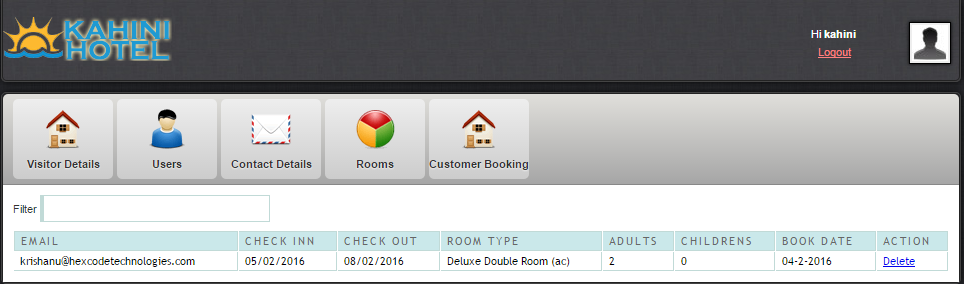 KAHINI
HOTEL
Hi kahini
Logout
Visitor Details
Users
Contact Details
Rooms
Customer Booking
Filter
EMAIL CHECK INN CHECK OUT ROOM TYPE ADULTS CHILDRENS BOOK DATE ACTION
krishanu@hexcodetechnologies.com 05/02/2016 08/02/2016 Deluxe Double Room (ac) 2 0 04-2-2016 Delete